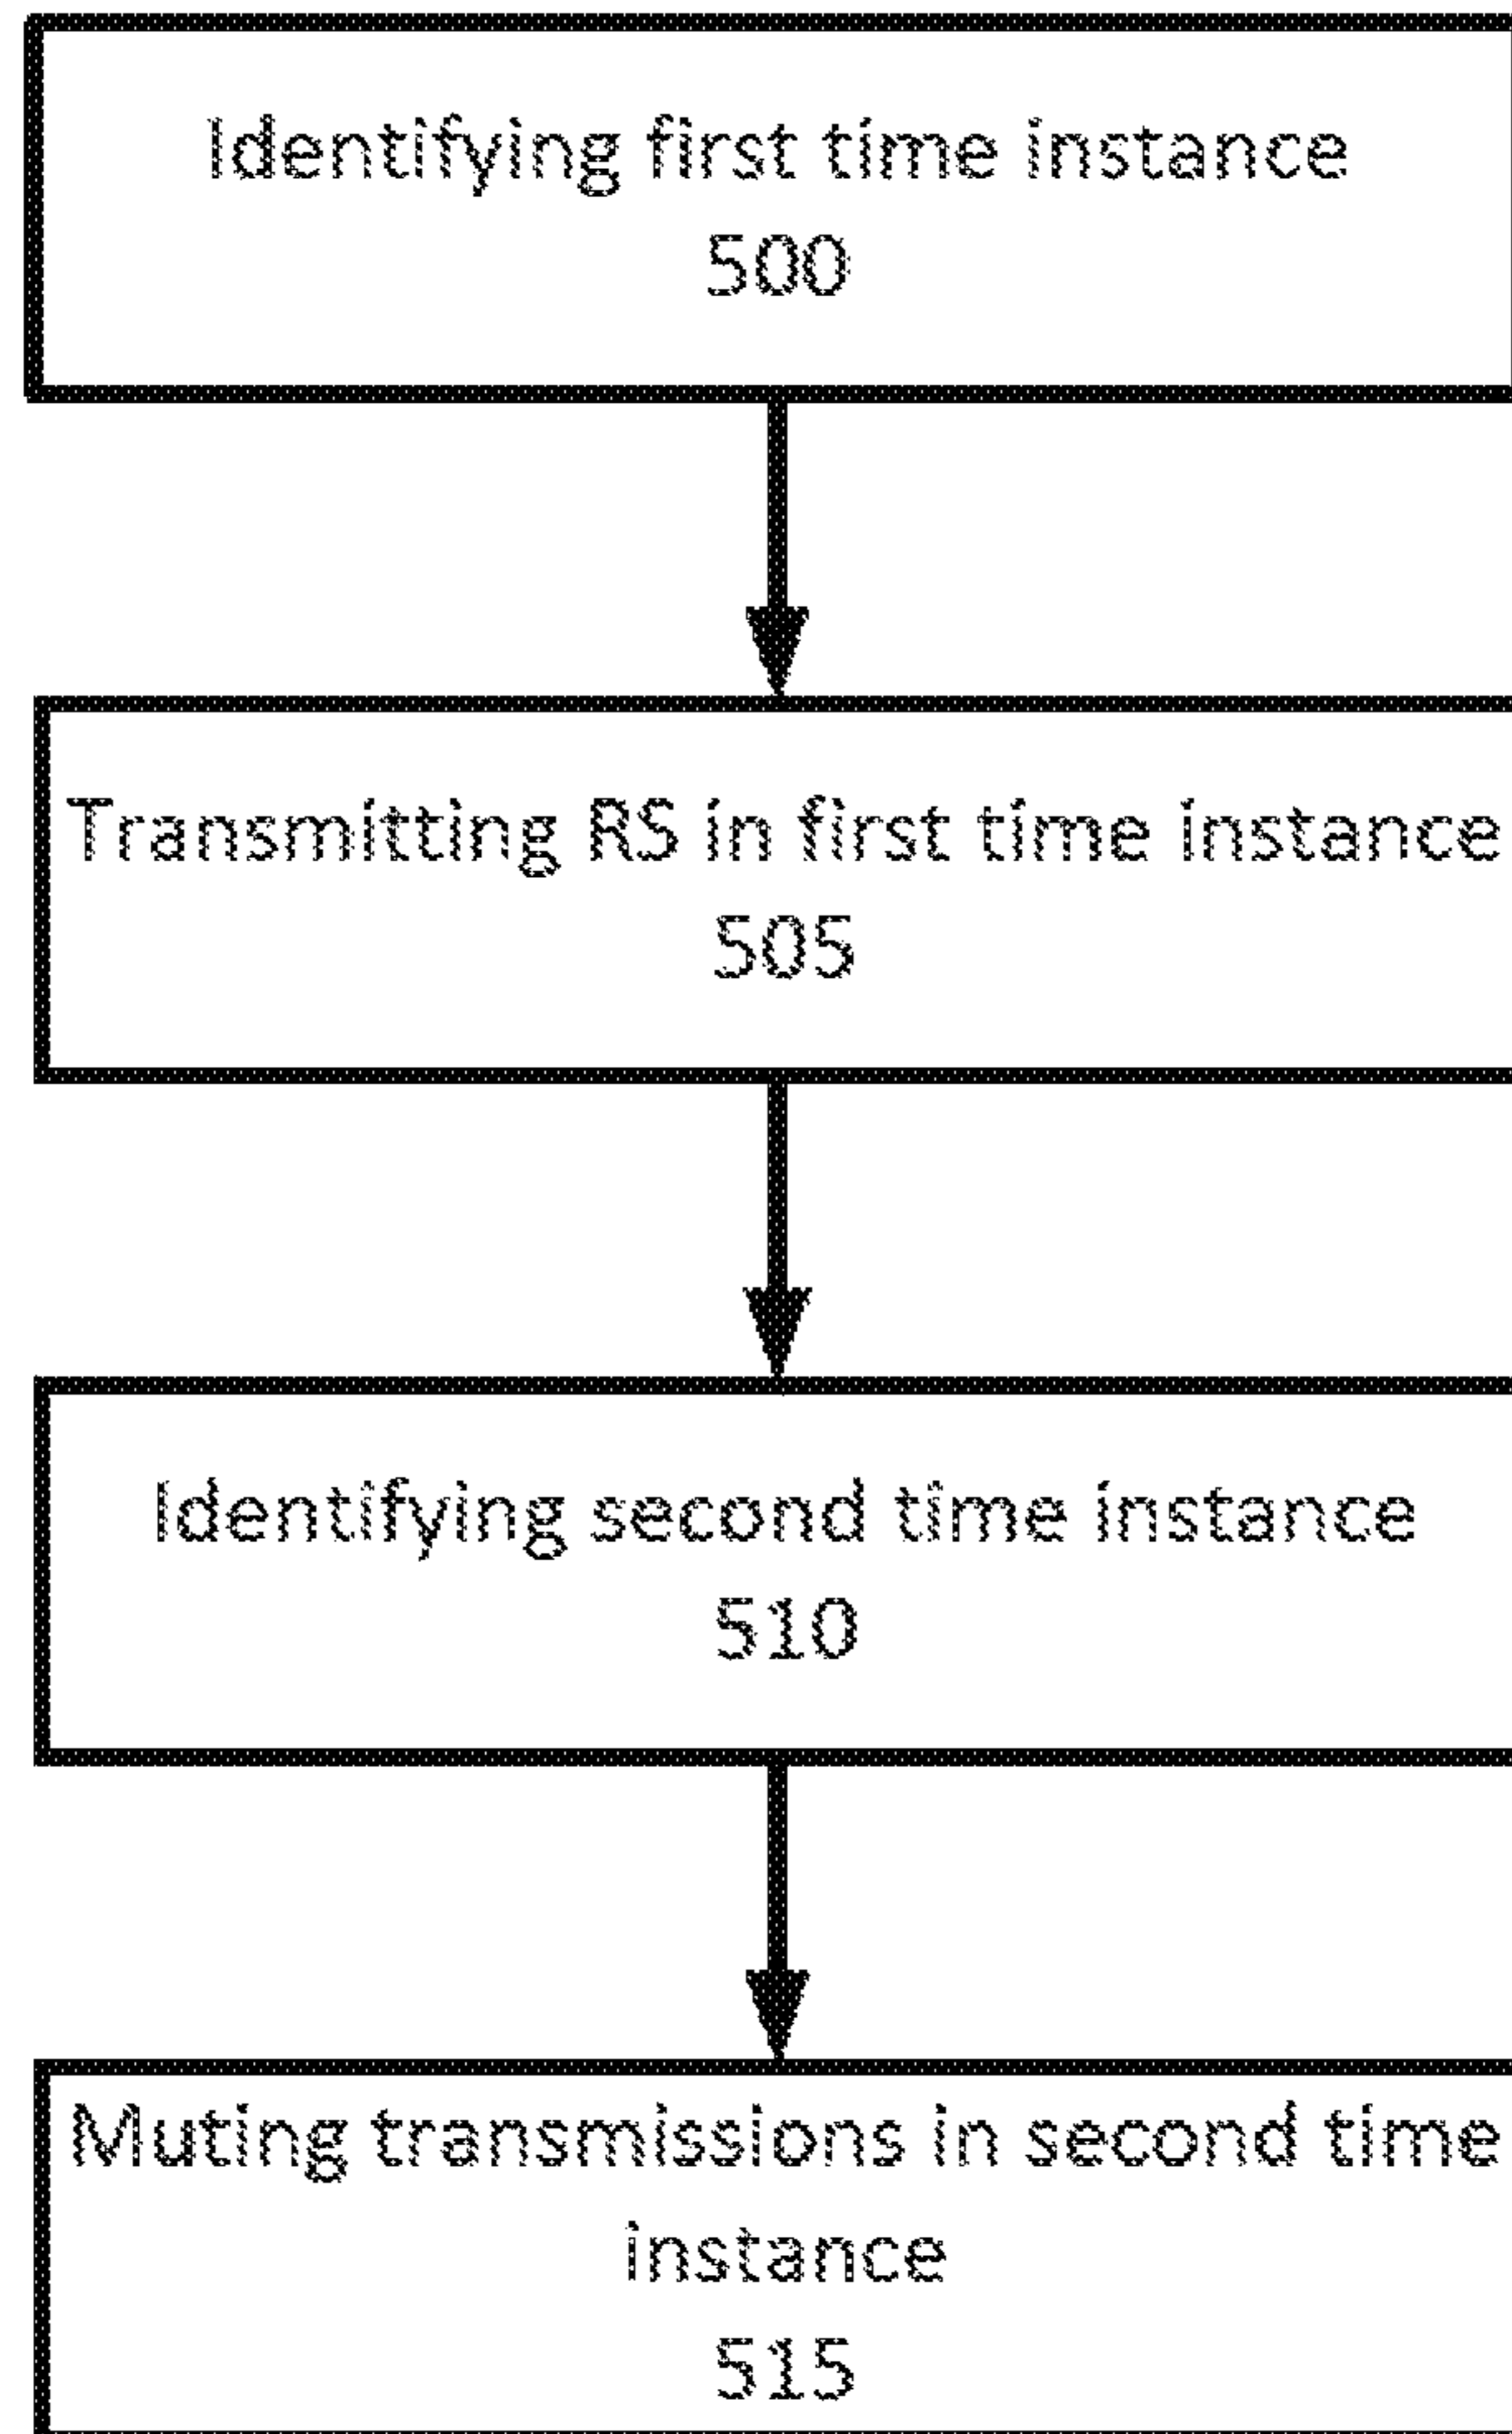 Identifying first time instance
500
Transmitting RS in first time instance
505
Identifying second time instance
510
Muting transmissions in second time
instance
515